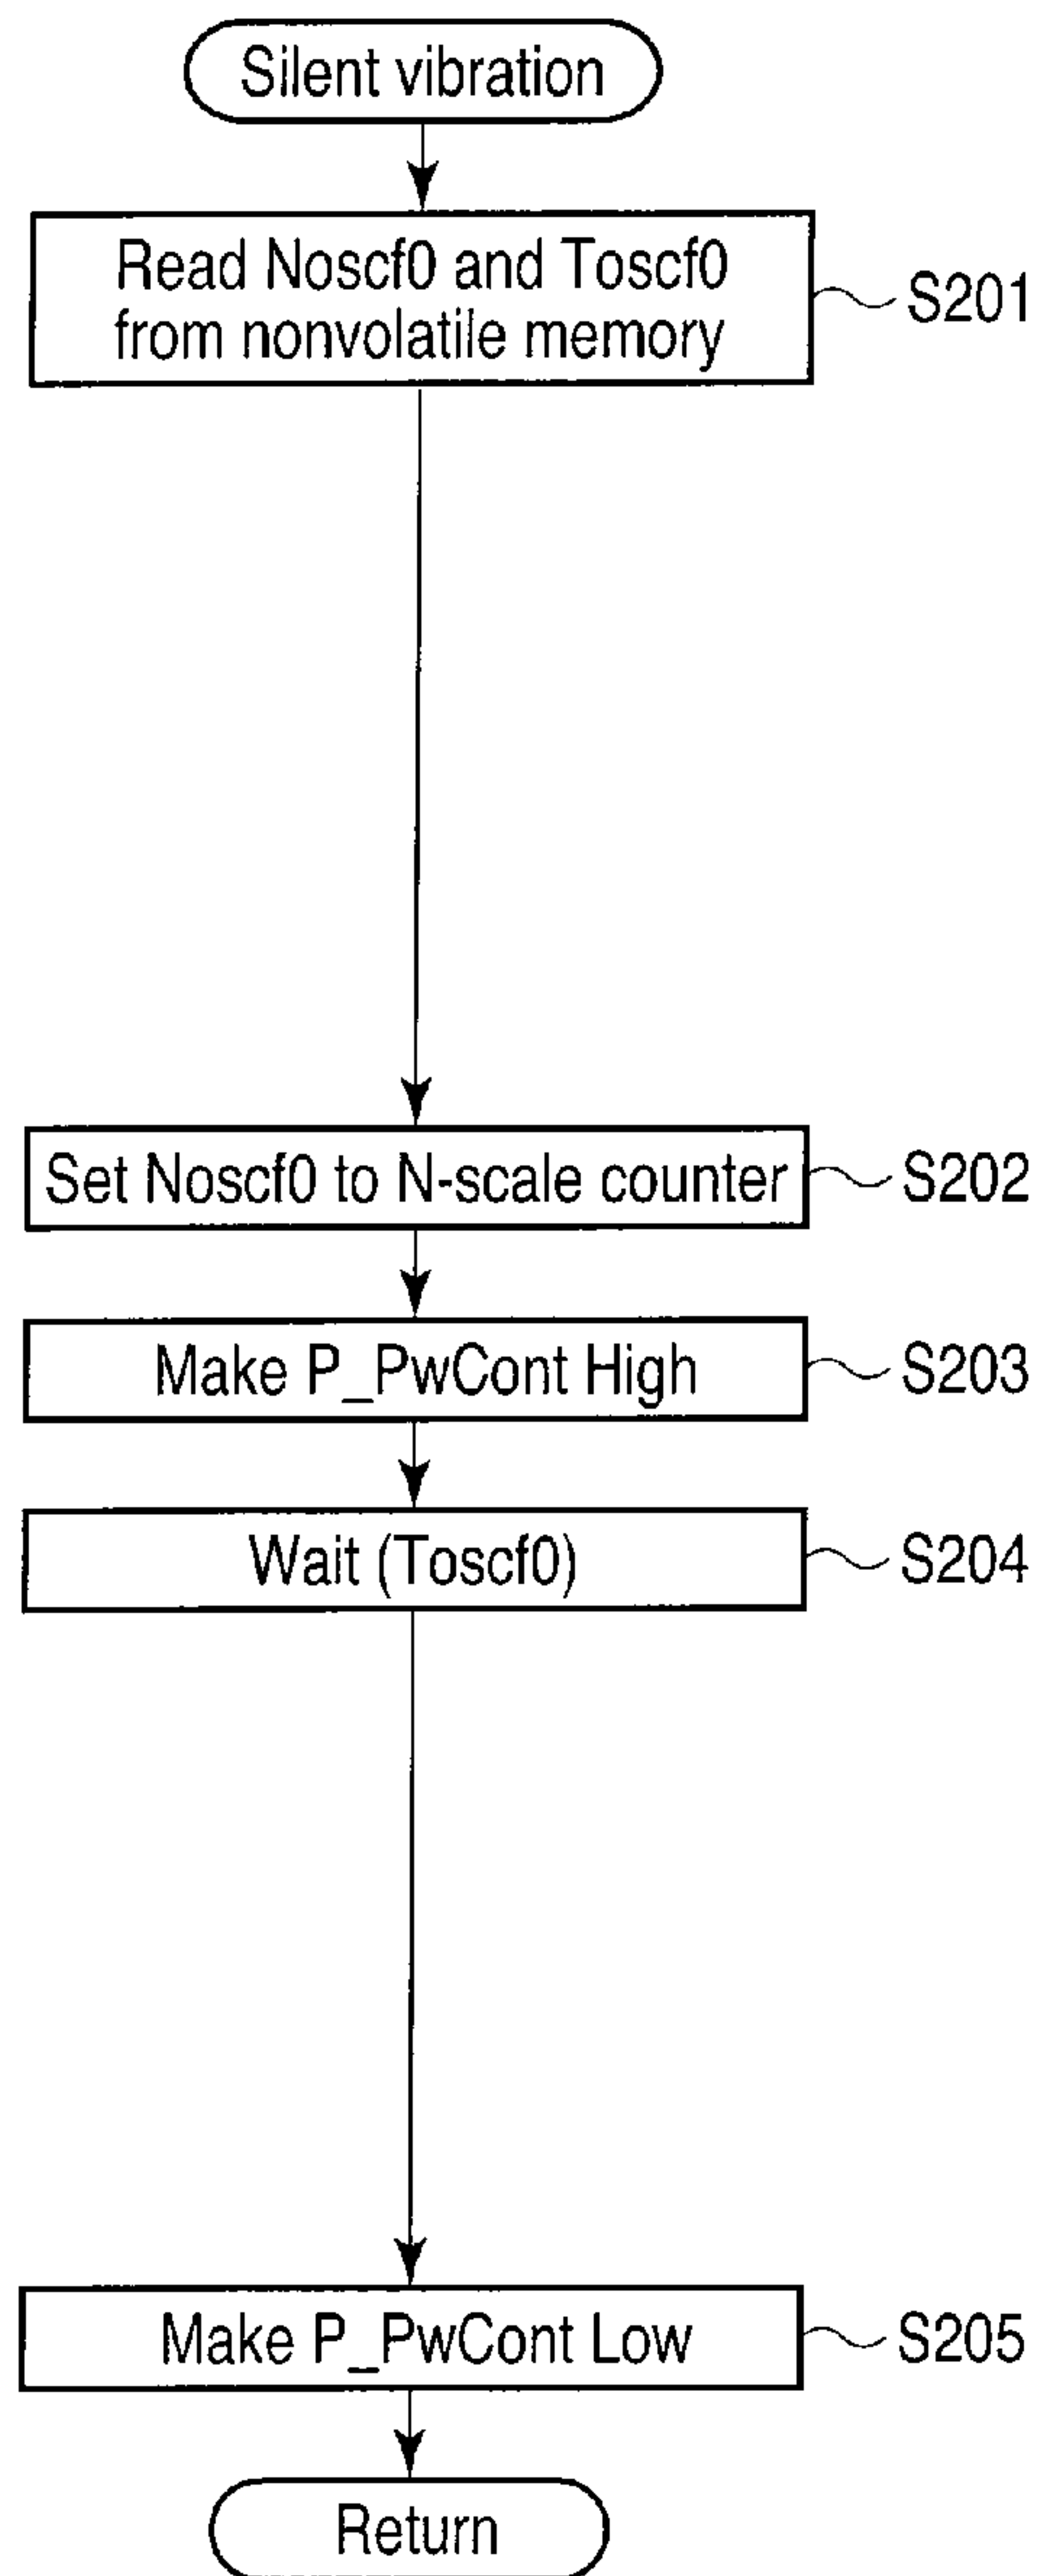 Silent vibration
Read Noscf0 and Toscf0
from nonvolatile memory
S201
Set Noscf0 to N-scale counter
S202
Make P_PwCont High
S203
Wait (Toscf0)
S204
Make P_PwCont Low
S205
Return